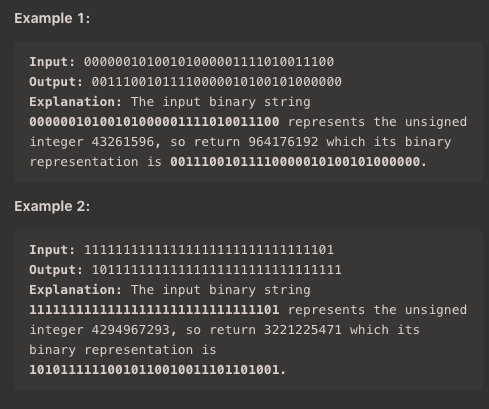 Example 1:
Input: 00000010100101000001111010011100
Output: 00111001011110000010100101000000
Explanation: The input binary string
00000010100101000001111010011100 represents the unsigned
integer 43261596, so return 964176192 which its binary
representation is 00111001011110000010100101000000.
Example 2:
Input: 11111111111111111111111111111101
Output: 10111111111111111111111111111111
Explanation: The input binary string
11111111111111111111111111111101 represents the unsigned
integer 4294967293, so return 3221225471 which its
binary representation is
10101111110010110010011101101001.